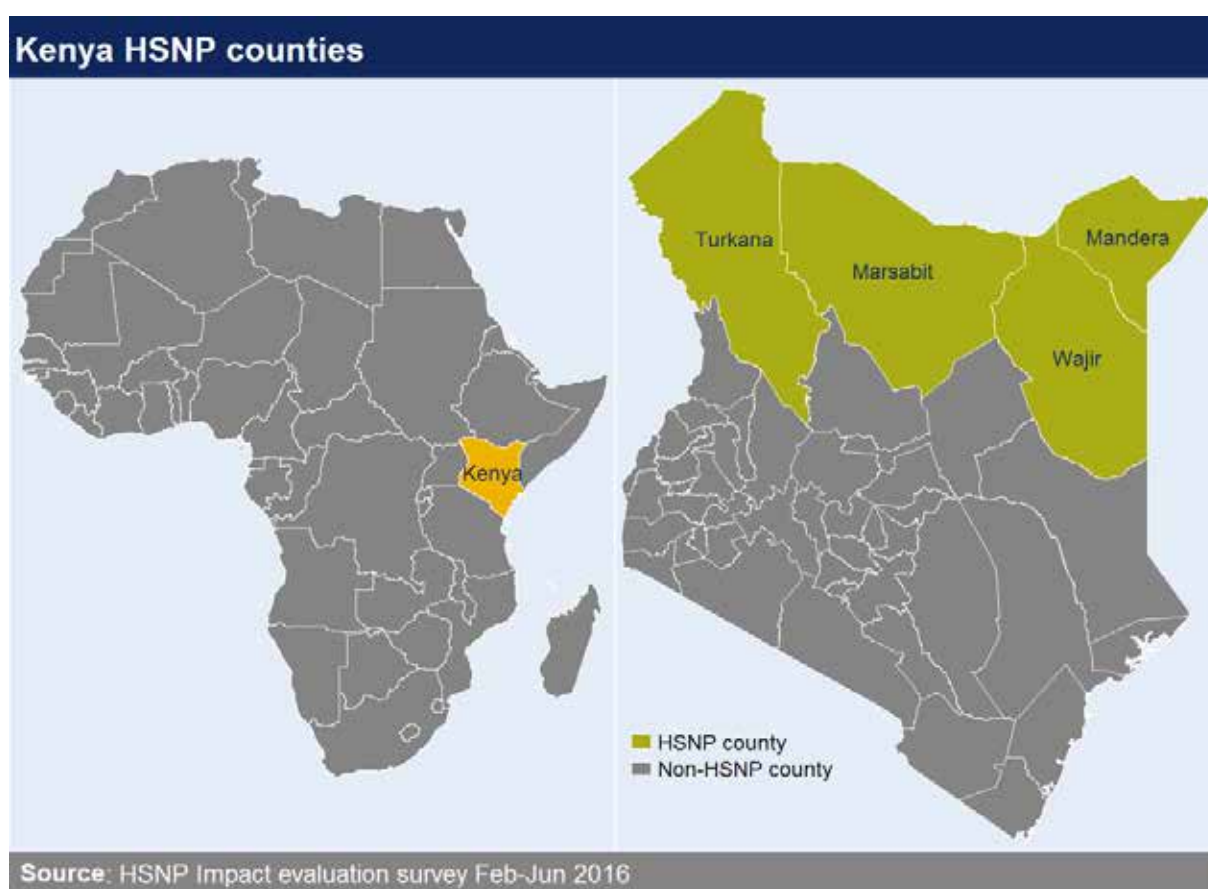 Kenya HSNP counties
Kenya
Turkana
Marsabit
Mandera
Wajir
HSNP county
Non-HSNP county
Source: HSNP Impact evaluation survey Feb-Jun 2016